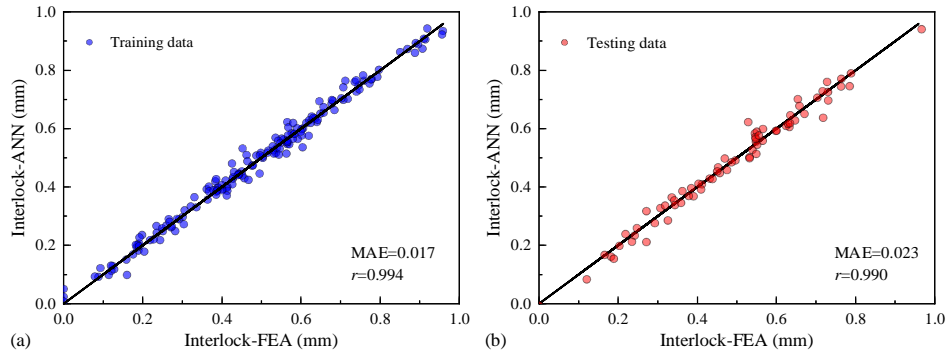 1.0
0.8
0.6
0.4
0.2
0.0
Interlock-ANN (mm)
Training data
MAE=0.017
r=0.994
0.0 0.2 0.4 0.6 0.8 1.0
(a) Interlock-FEA (mm)
1.0
0.8
0.6
0.4
0.2
0.0
Interlock-ANN (mm)
Testing data
MAE=0.023
r=0.990
0.0 0.2 0.4 0.6 0.8 1.0
(b) Interlock-FEA (mm)